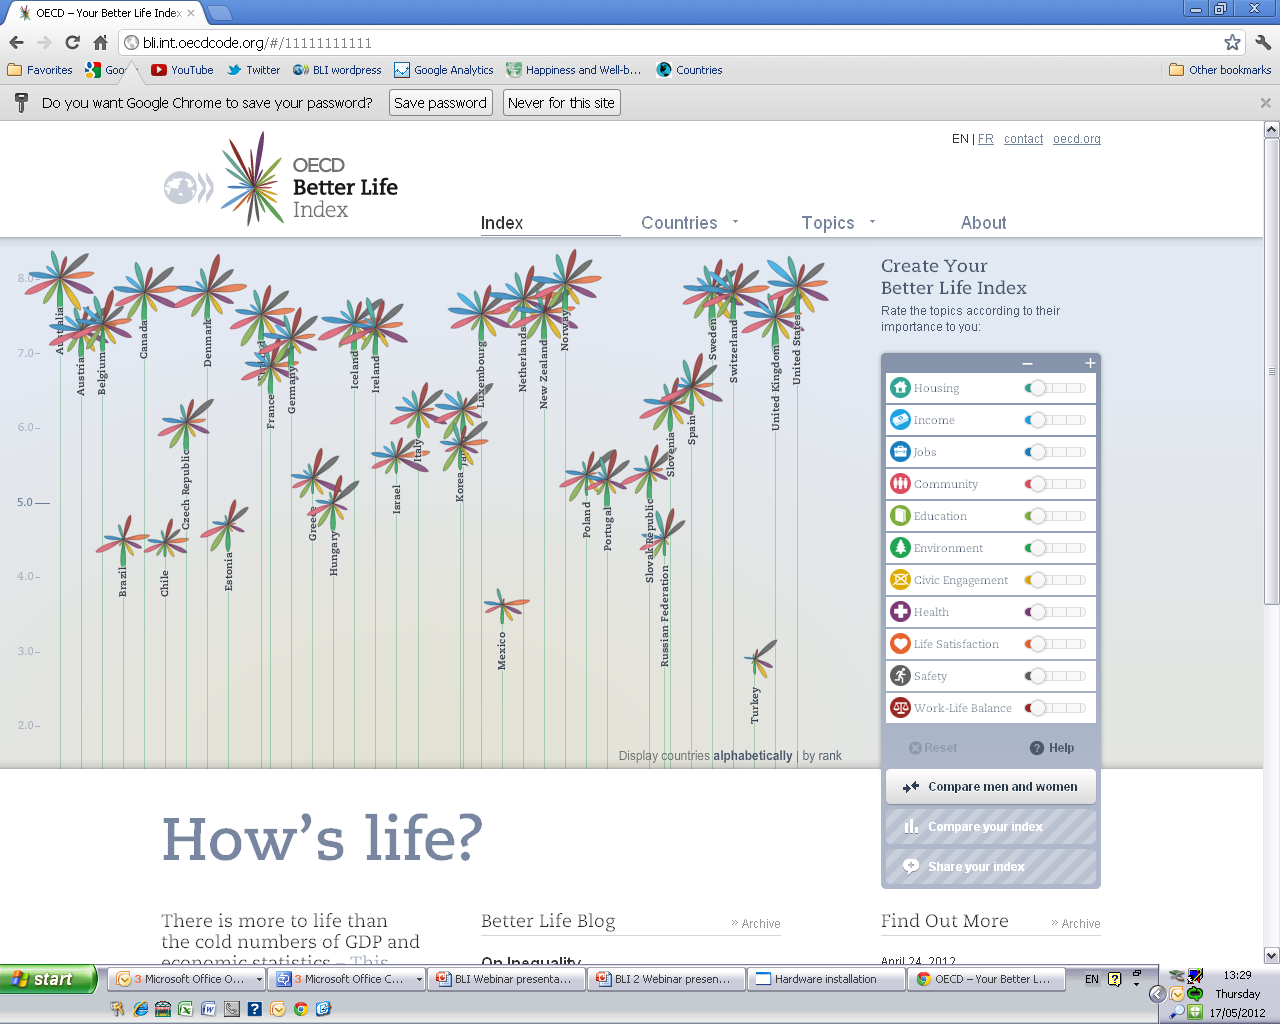 OECD – Your Better Life Index
bli.int.oecdcode.org/#/11111111111
Favorites
YouTube
Twitter
BLI wordpress
Google Analytics
Happiness and Well-b...
Countries
Other bookmarks
Do you want Google Chrome to save your password?
Save password
Never for this site
EN | FR contact oecd.org
OECD
Better Life
Index
Index
Countries
Topics
About
8.0
7.0
6.0
5.0
4.0
3.0
2.0
Australia
Austria
Belgium
Brazil
Canada
Chile
Czech Republic
Denmark
Estonia
France
Germany
Greece
Hungary
Iceland
Ireland
Israel
Italy
Korea
Luxembourg
Mexico
Netherlands
New Zealand
Norway
Poland
Portugal
Slovak Republic
Russian Federation
Slovenia
Spain
Sweden
Switzerland
Turkey
United Kingdom
United States
Display countries alphabetically | by rank
Create Your
Better Life Index
Rate the topics according to their
importance to you:
− +
Housing
Income
Jobs
Community
Education
Environment
Civic Engagement
Health
Life Satisfaction
Safety
Work-Life Balance
Reset
Help
Compare men and women
Compare your index
Share your index
How's life?
There is more to life than
the cold numbers of GDP and
economic statistics – This
Better Life Blog
» Archive
On Inequality
Find Out More
» Archive
April 24, 2012
start
3 Microsoft Office O...
3 Microsoft Office C...
BLI Webinar presenta...
BLI 2 Webinar presen...
Hardware installation
OECD – Your Better L...
EN
13:29
Thursday
17/05/2012